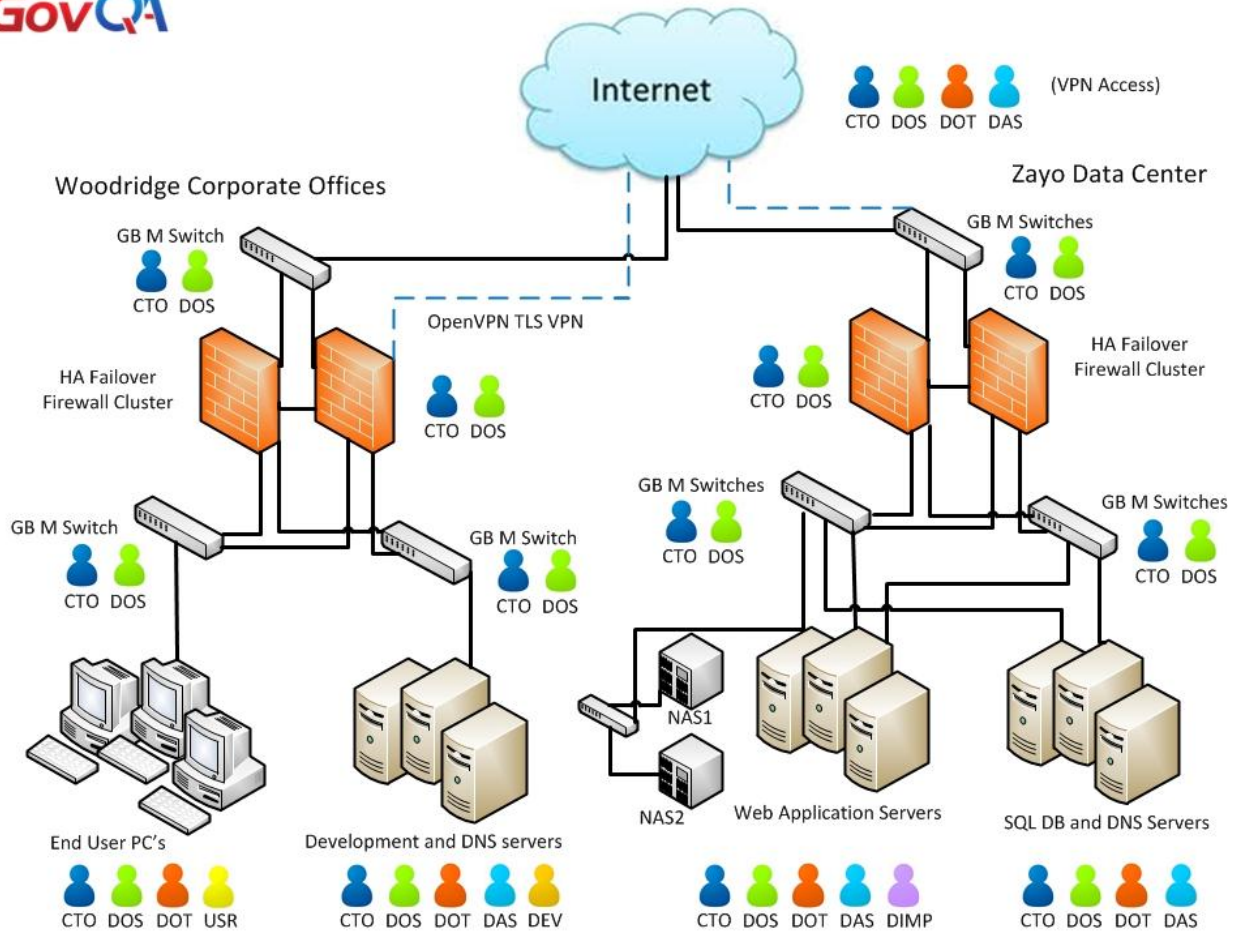 GovQA
Internet
(VPN Access)
CTO DOS DOT DAS
Woodridge Corporate Offices
Zayo Data Center
GB M Switch
CTO DOS
GB M Switches
CTO DOS
OpenVPN TLS VPN
HA Failover
Firewall Cluster
CTO DOS
CTO DOS
HA Failover
Firewall Cluster
GB M Switch
CTO DOS
GB M Switch
CTO DOS
GB M Switches
CTO DOS
GB M Switches
CTO DOS
NAS1
NAS2
End User PC's
CTO DOS DOT USR
Development and DNS servers
CTO DOS DOT DAS DEV
Web Application Servers
CTO DOS DOT DAS DIMP
SQL DB and DNS Servers
CTO DOS DOT DAS